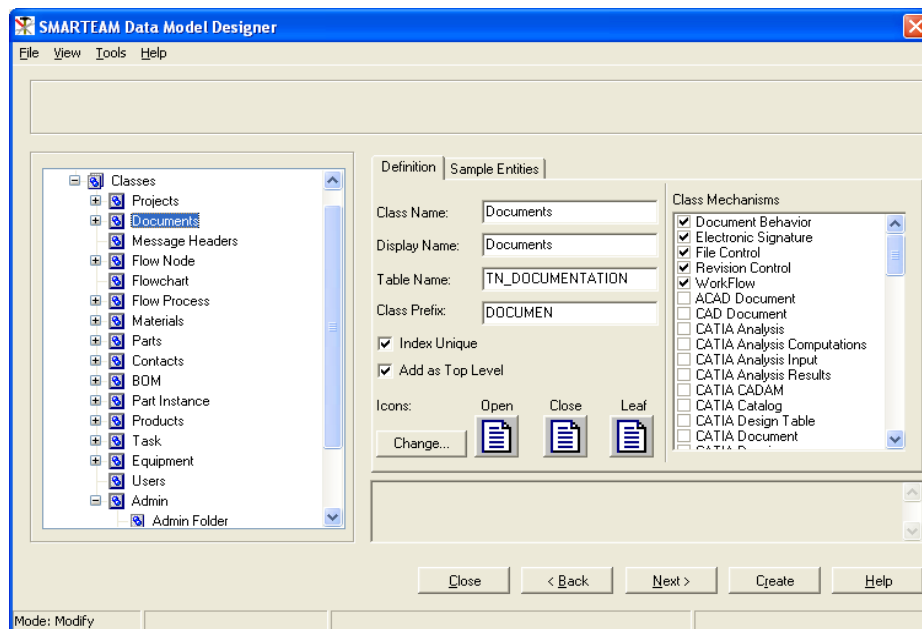 SMARTEAM Data Model Designer
File View Tools Help
Classes
Projects
Documents
Message Headers
Flow Node
Flowchart
Flow Process
Materials
Parts
Contacts
BOM
Part Instance
Products
Task
Equipment
Users
Admin
Admin Folder
Definition Sample Entities
Class Name: Documents
Display Name: Documents
Table Name: TN_DOCUMENTATION
Class Prefix: DOCUMEN
Index Unique
Add as Top Level
Icons: Open Close Leaf
Change...
Class Mechanisms
Document Behavior
Electronic Signature
File Control
Revision Control
WorkFlow
ACAD Document
CAD Document
CATIA Analysis
CATIA Analysis Computations
CATIA Analysis Input
CATIA Analysis Results
CATIA CADAM
CATIA Catalog
CATIA Design Table
CATIA Document
Close < Back Next > Create Help
Mode: Modify